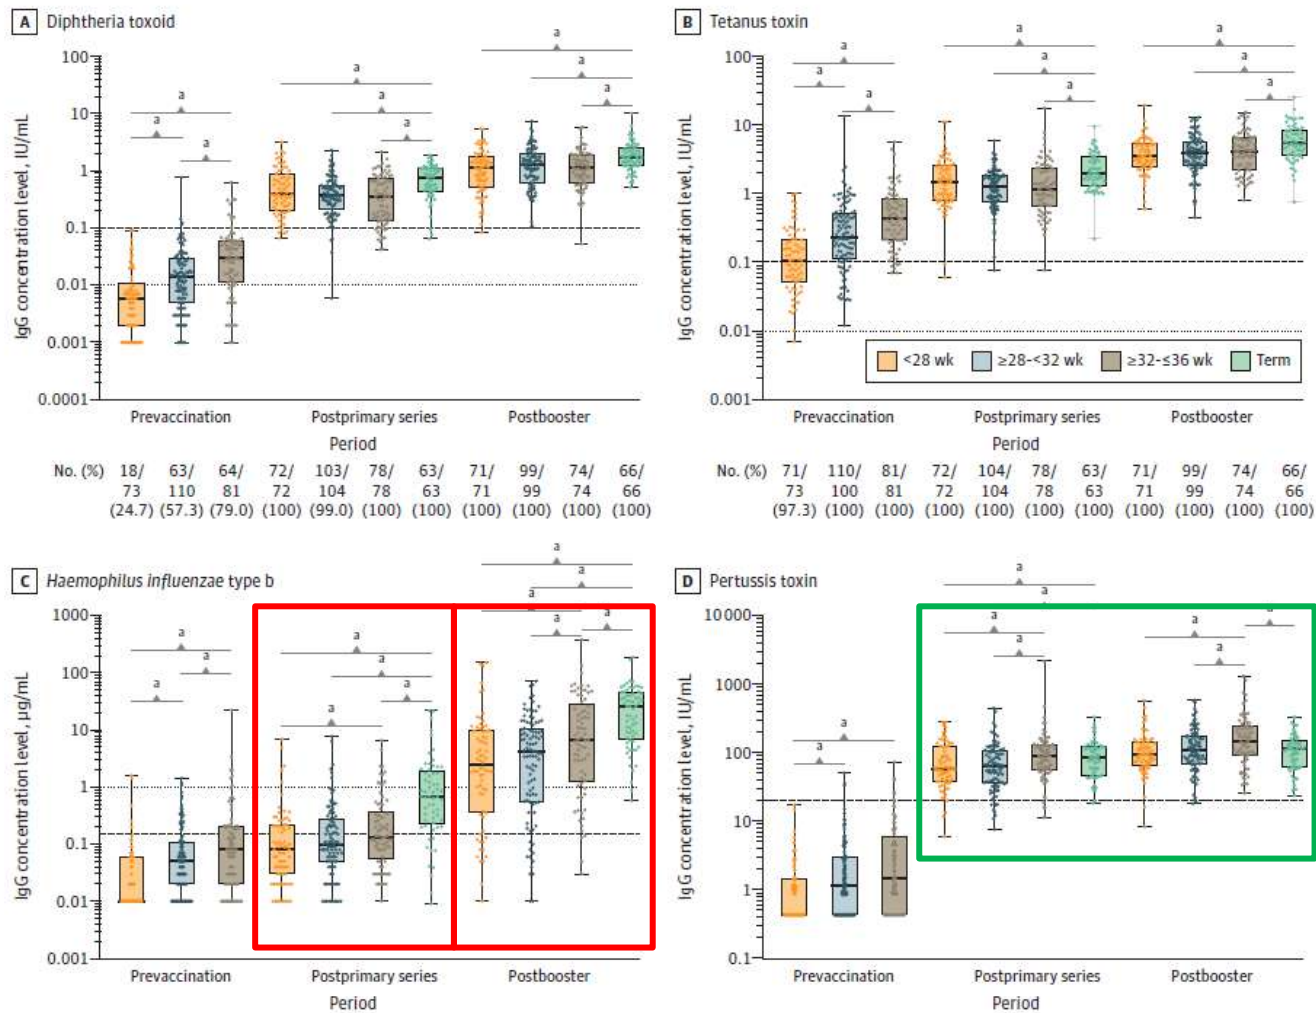 A Diphtheria toxoid
a
a
a
a
a
a
a
a
a
IgG concentration level, IU/mL
100
10
1
0.1
0.01
0.001
0.0001
Prevaccination Postprimary series Postbooster
Period
No. (%) 18/ 63/ 64/ 72/ 103/ 78/ 63/ 71/ 99/ 74/ 66/
73 110 81 72 104 78 63 71 99 74 66
(24.7) (57.3) (79.0) (100) (99.0) (100) (100) (100) (100) (100) (100)
B Tetanus toxin
a
a
a
a
a
a
a
a
a
IgG concentration level, IU/mL
100
10
1
0.1
0.01
0.001
<28 wk ≥28-<32 wk ≥32-≤36 wk Term
Prevaccination Postprimary series Postbooster
Period
No. (%) 71/ 110/ 81/ 72/ 104/ 78/ 63/ 71/ 99/ 74/ 66/
73 100 81 72 104 78 63 71 99 74 66
(97.3) (100) (100) (100) (100) (100) (100) (100) (100) (100) (100)
C Haemophilus influenzae type b
a
a
a
a
a
a
a
a
a
a
a
a
IgG concentration level, µg/mL
1000
100
10
1
0.1
0.01
0.001
Prevaccination Postprimary series Postbooster
Period
D Pertussis toxin
a
a
a
a
a
a
a
a
a
IgG concentration level, IU/mL
10 000
1000
100
10
1
0.1
Prevaccination Postprimary series Postbooster
Period